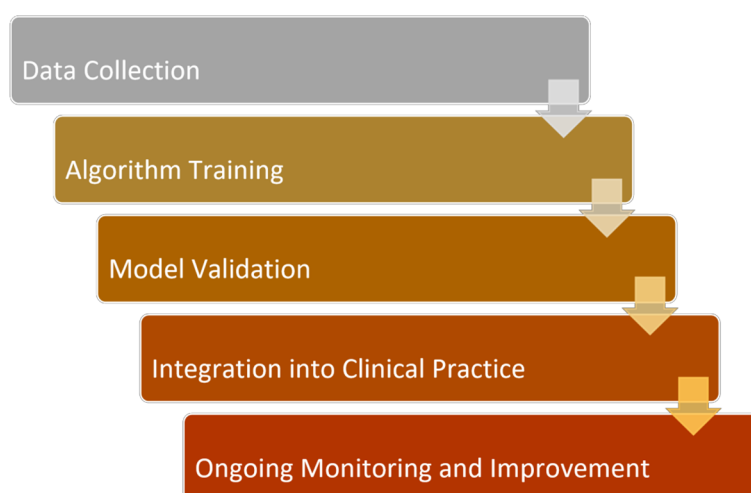 Data Collection
Algorithm Training
Model Validation
Integration into Clinical Practice
Ongoing Monitoring and Improvement